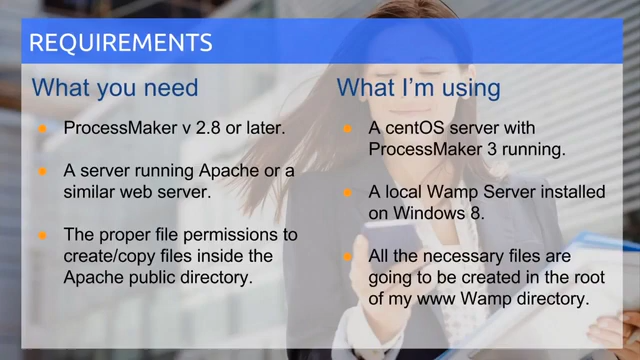 REQUIREMENTS
What you need
ProcessMaker v 2.8 or later.
A server running Apache or a
similar web server.
The proper file permissions to
create/copy files inside the
Apache public directory.
What I'm using
A centOS server with
ProcessMaker 3 running.
A local Wamp Server installed
on Windows 8.
All the necessary files are
going to be created in the root
of my www Wamp directory.